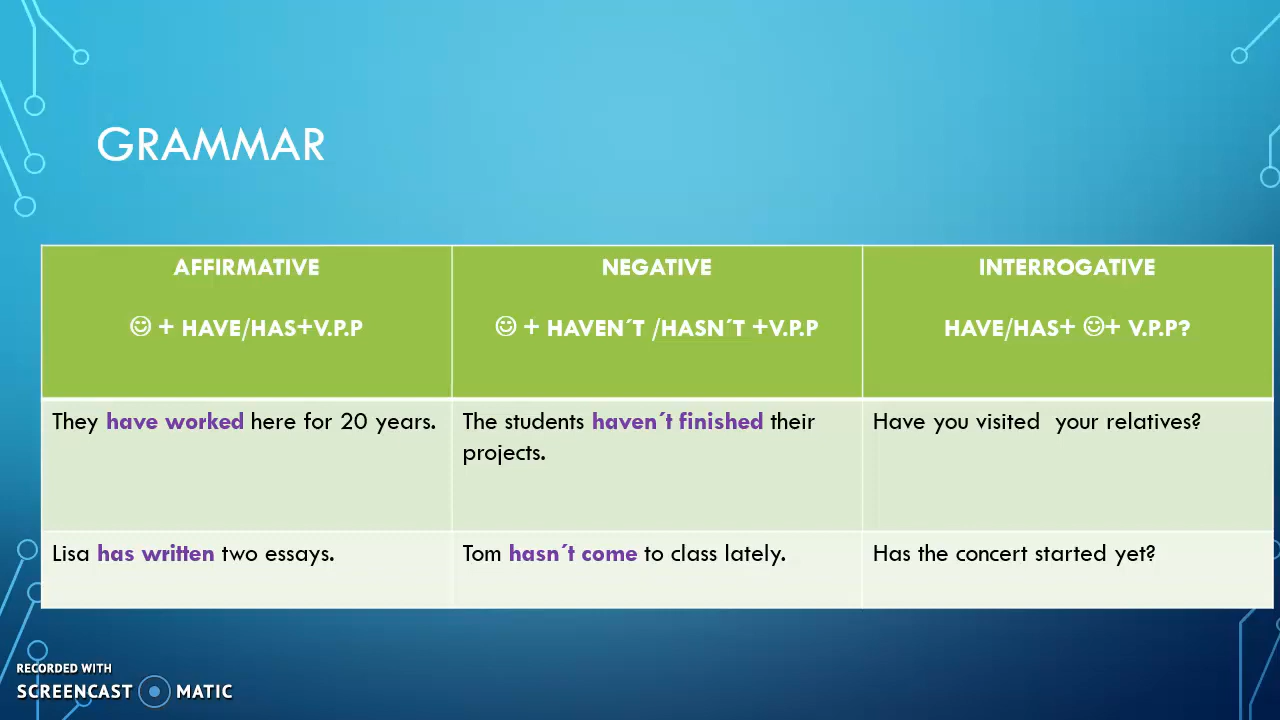 GRAMMAR
AFFIRMATIVE
☺ + HAVE/HAS+V.P.P
NEGATIVE
☺ + HAVEN´T /HASN´T +V.P.P
INTERROGATIVE
HAVE/HAS+ ☺+ V.P.P?
They have worked here for 20 years.
The students haven´t finished their
projects.
Have you visited  your relatives?
Lisa has written two essays.
Tom hasn´t come to class lately.
Has the concert started yet?
RECORDED WITH
SCREENCAST MATIC